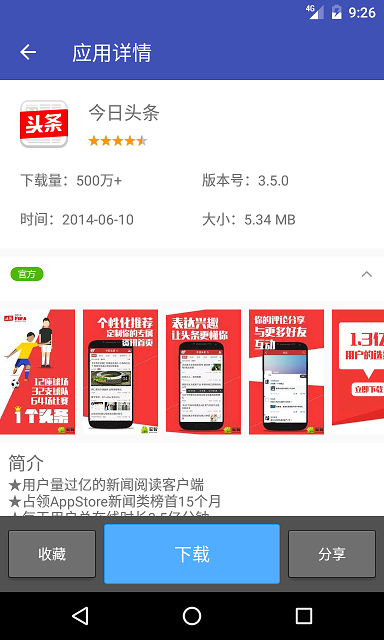 4G 9:26
应用详情
头条
今日头条
下载量：500万+
版本号：3.5.0
时间：2014-06-10
大小：5.34 MB
官方
12座球场
32支球队
64场比赛
1个头条
个性化推荐
定制你的专属
资讯首页
表达兴趣
让头条更懂你
你的评论分享
与更多好友
互动
1.3亿
用户的选
立即下载
简介
★用户量过亿的新闻阅读客户端
★占领AppStore新闻类榜首15个月
收藏
下载
分享